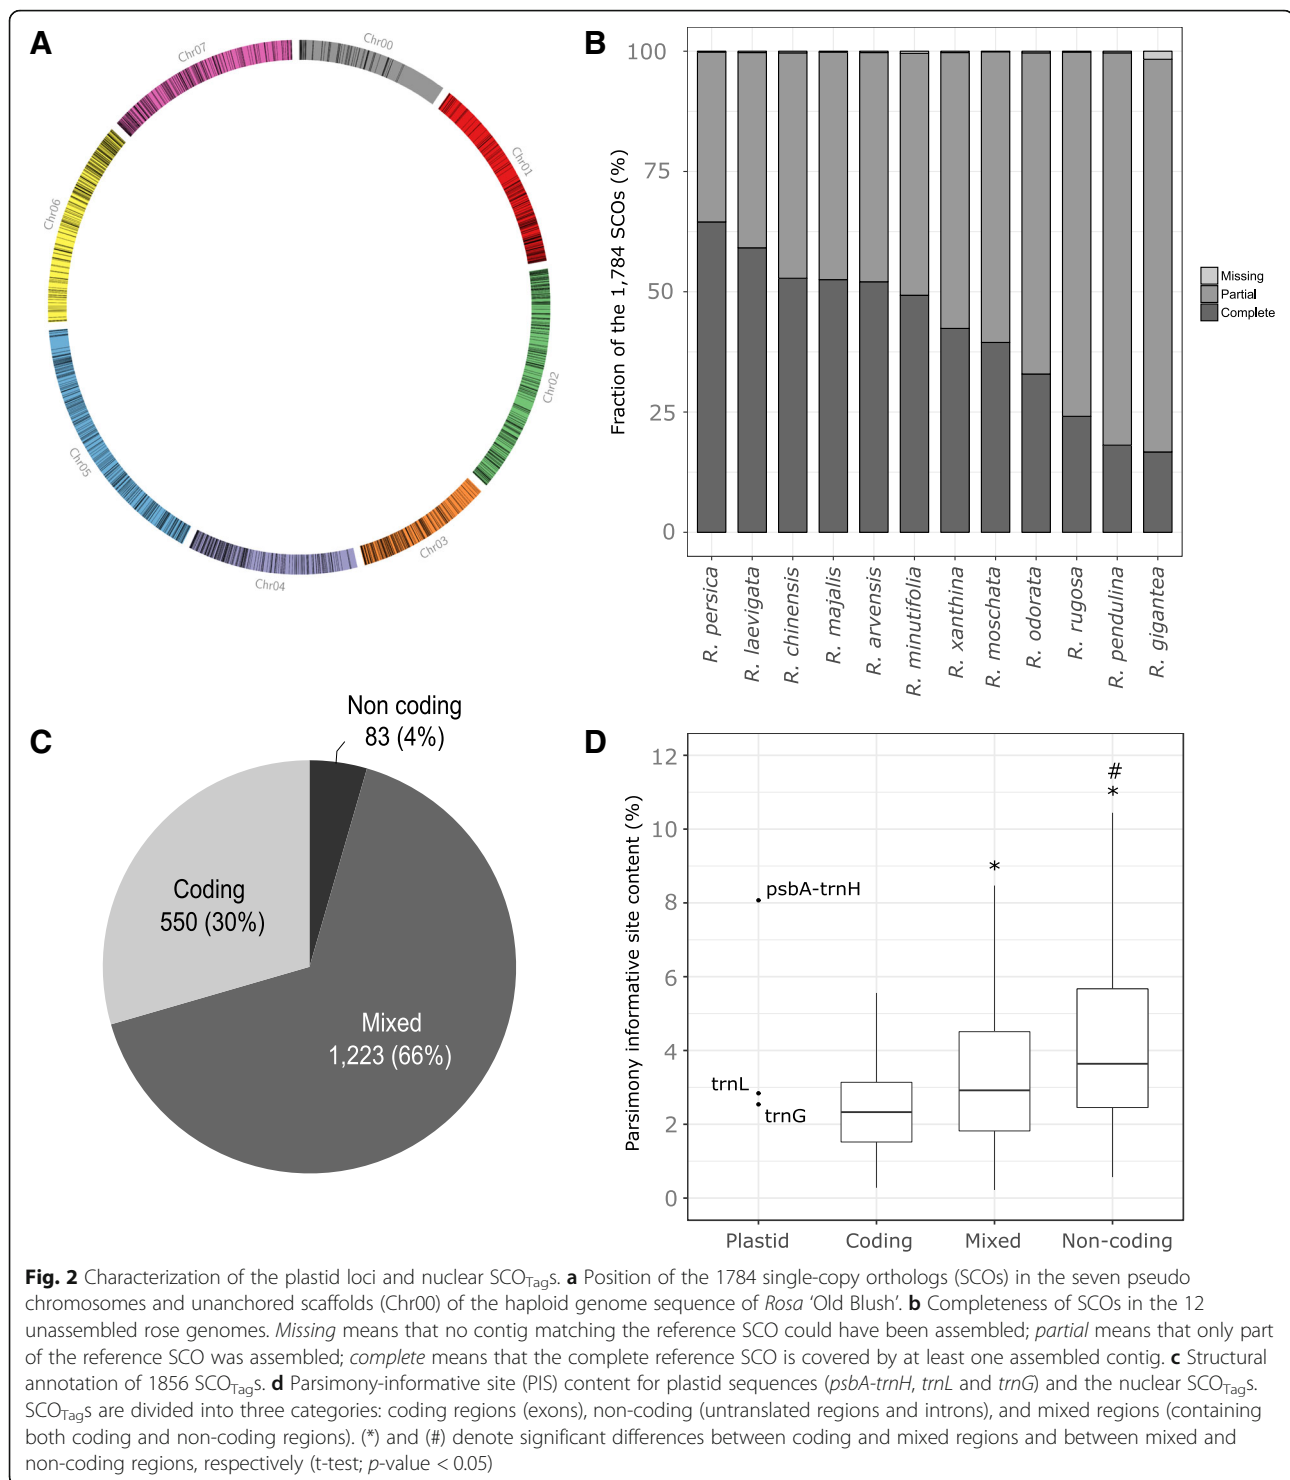 A
Chr00
Chr01
Chr02
Chr03
Chr04
Chr05
Chr06
Chr07
B
Fraction of the 1,784 SCOs (%)
100
75
50
25
0
R. persica
R. laevigata
R. chinensis
R. majalis
R. arvensis
R. minutifolia
R. xanthina
R. moschata
R. odorata
R. rugosa
R. pendulina
R. gigantea
Missing
Partial
Complete
C
Non coding
83 (4%)
Coding
550 (30%)
Mixed
1,223 (66%)
D
Parsimony informative site content (%)
12
10
8
6
4
2
0
psbA-trnH
trnL
trnG
*
#
*
Plastid
Coding
Mixed
Non-coding
Fig. 2 Characterization of the plastid loci and nuclear SCOTags. a Position of the 1784 single-copy orthologs (SCOs) in the seven pseudo
chromosomes and unanchored scaffolds (Chr00) of the haploid genome sequence of Rosa ‘Old Blush’. b Completeness of SCOs in the 12
unassembled rose genomes. Missing means that no contig matching the reference SCO could have been assembled; partial means that only part
of the reference SCO was assembled; complete means that the complete reference SCO is covered by at least one assembled contig. c Structural
annotation of 1856 SCOTags. d Parsimony-informative site (PIS) content for plastid sequences (psbA-trnH, trnL and trnG) and the nuclear SCOTags.
SCOTags are divided into three categories: coding regions (exons), non-coding (untranslated regions and introns), and mixed regions (containing
both coding and non-coding regions). (*) and (#) denote significant differences between coding and mixed regions and between mixed and
non-coding regions, respectively (t-test; p-value < 0.05)